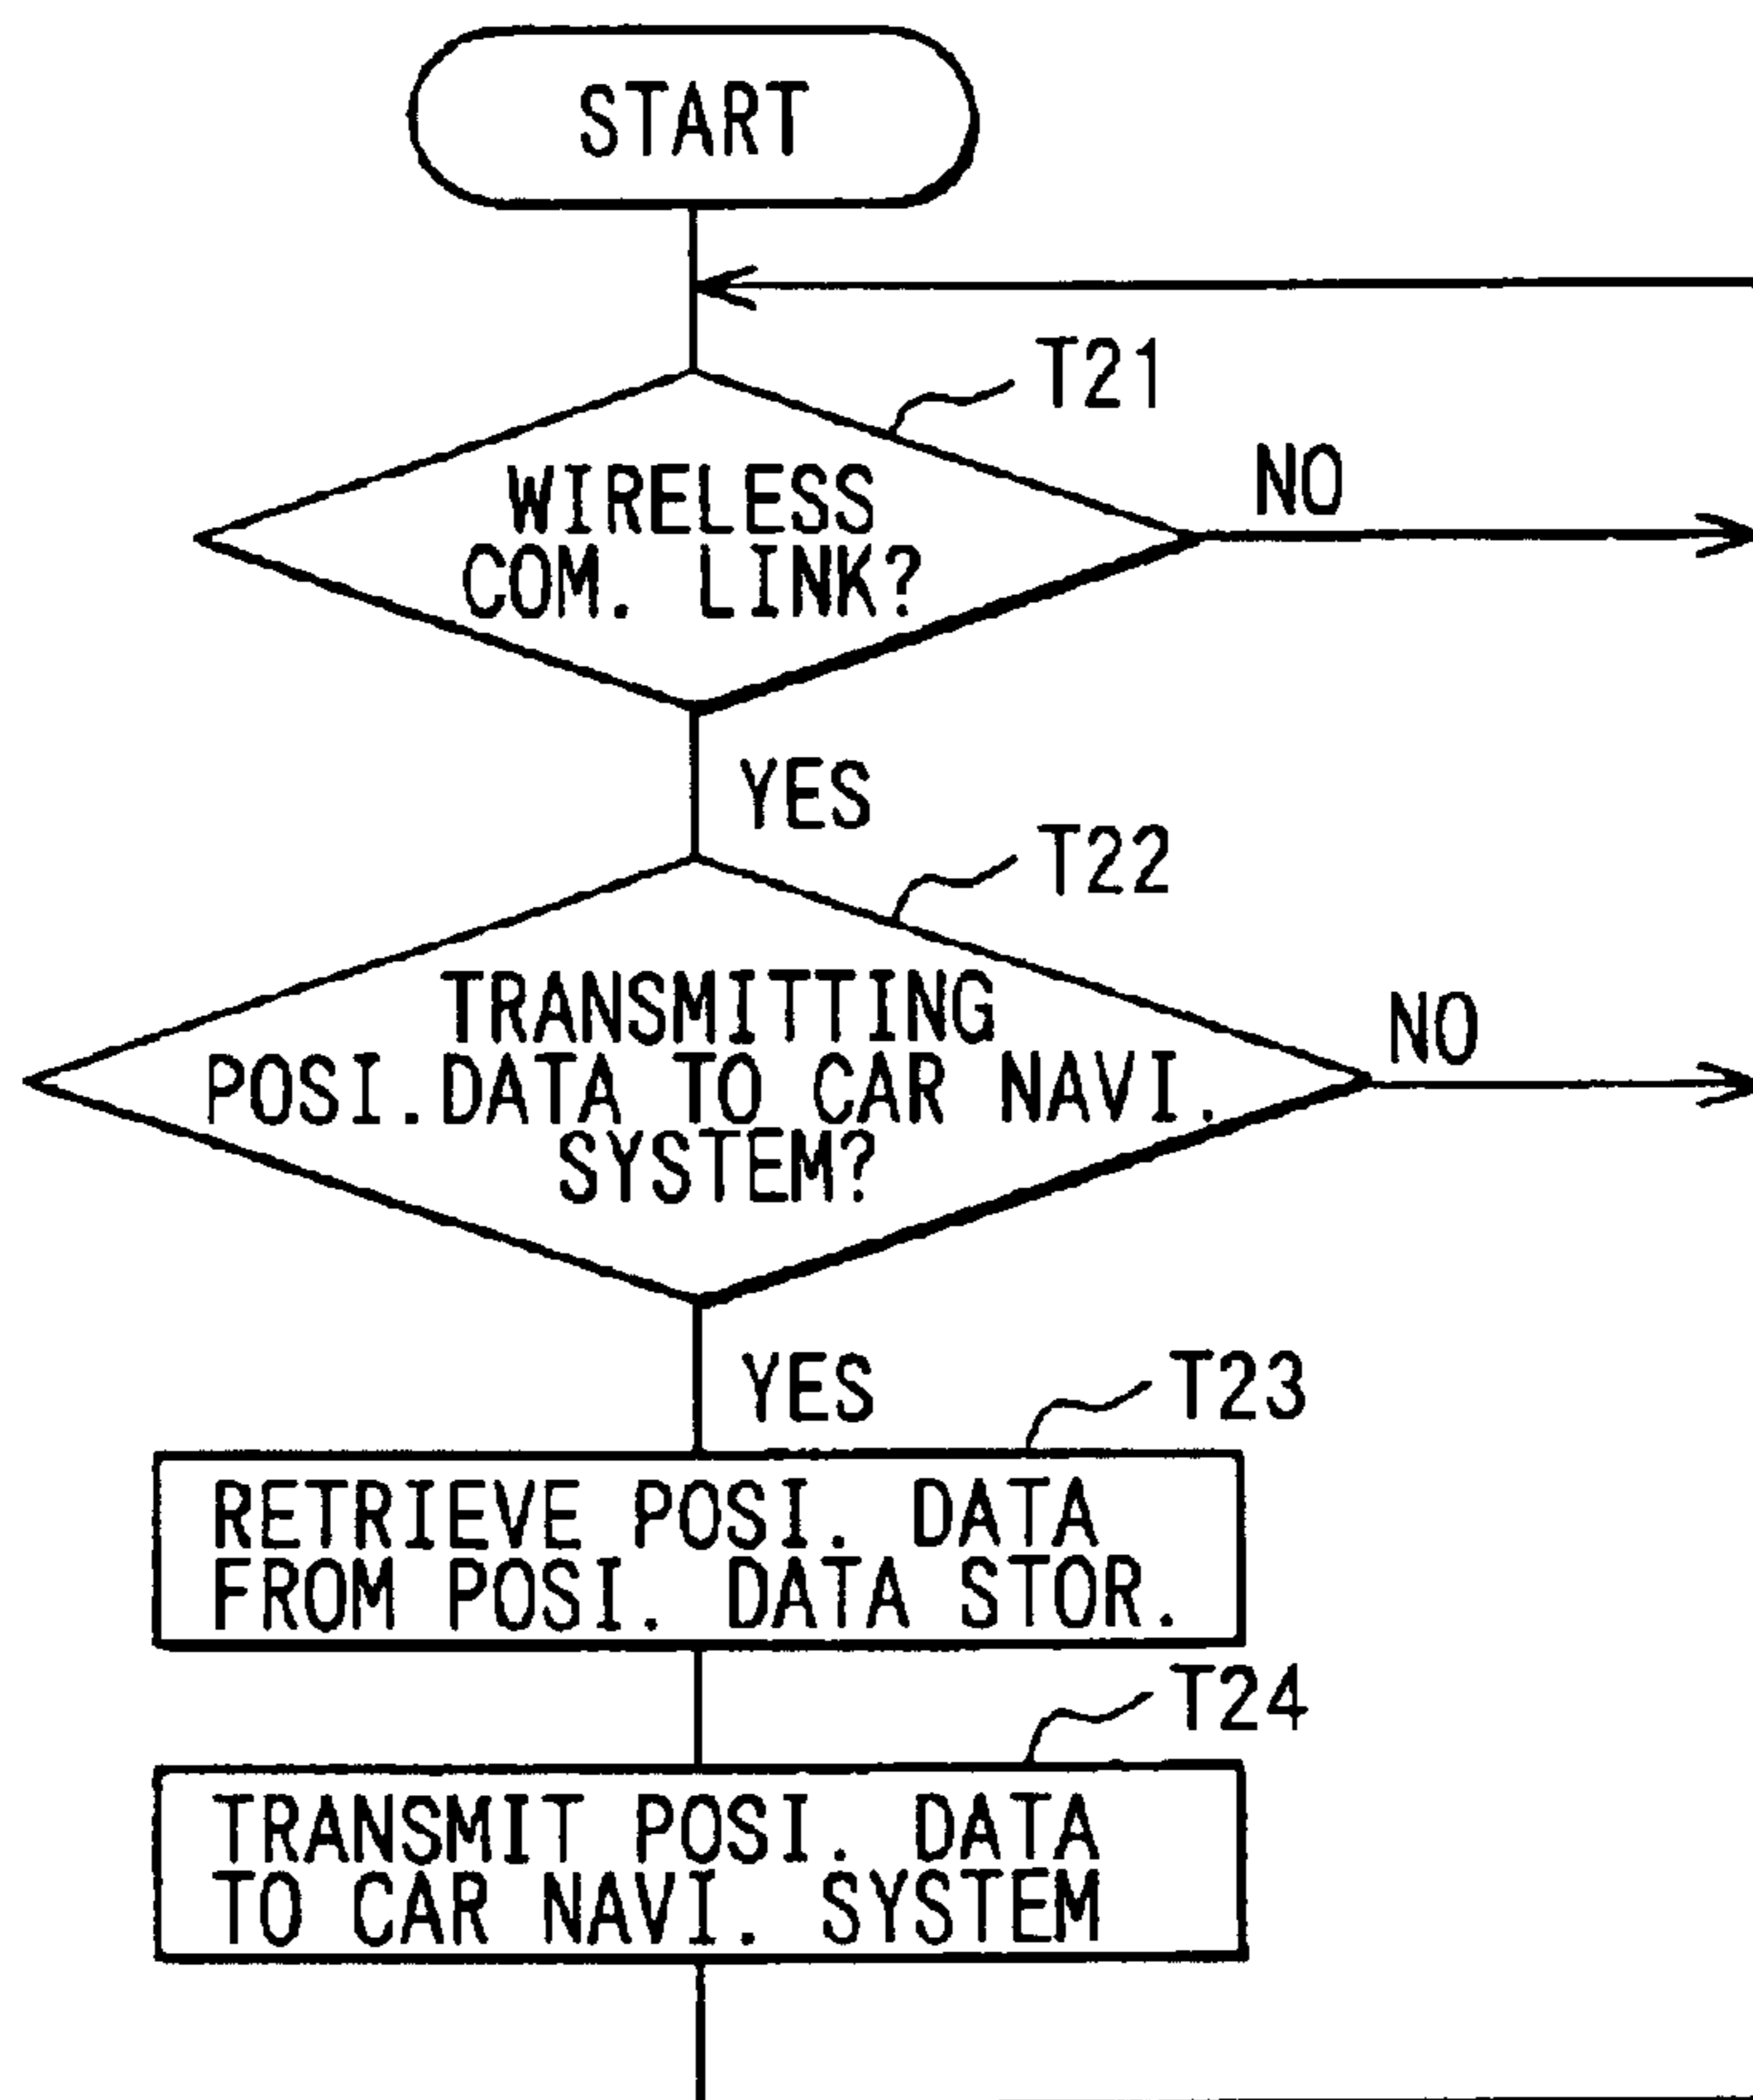 START
T21
WIRELESS
COM. LINK?
NO
YES
T22
TRANSMITTING
POSI.DATA TO CAR NAVI.
SYSTEM?
NO
YES
T23
RETRIEVE POSI. DATA
FROM POSI. DATA STOR.
T24
TRANSMIT POSI. DATA
TO CAR NAVI. SYSTEM